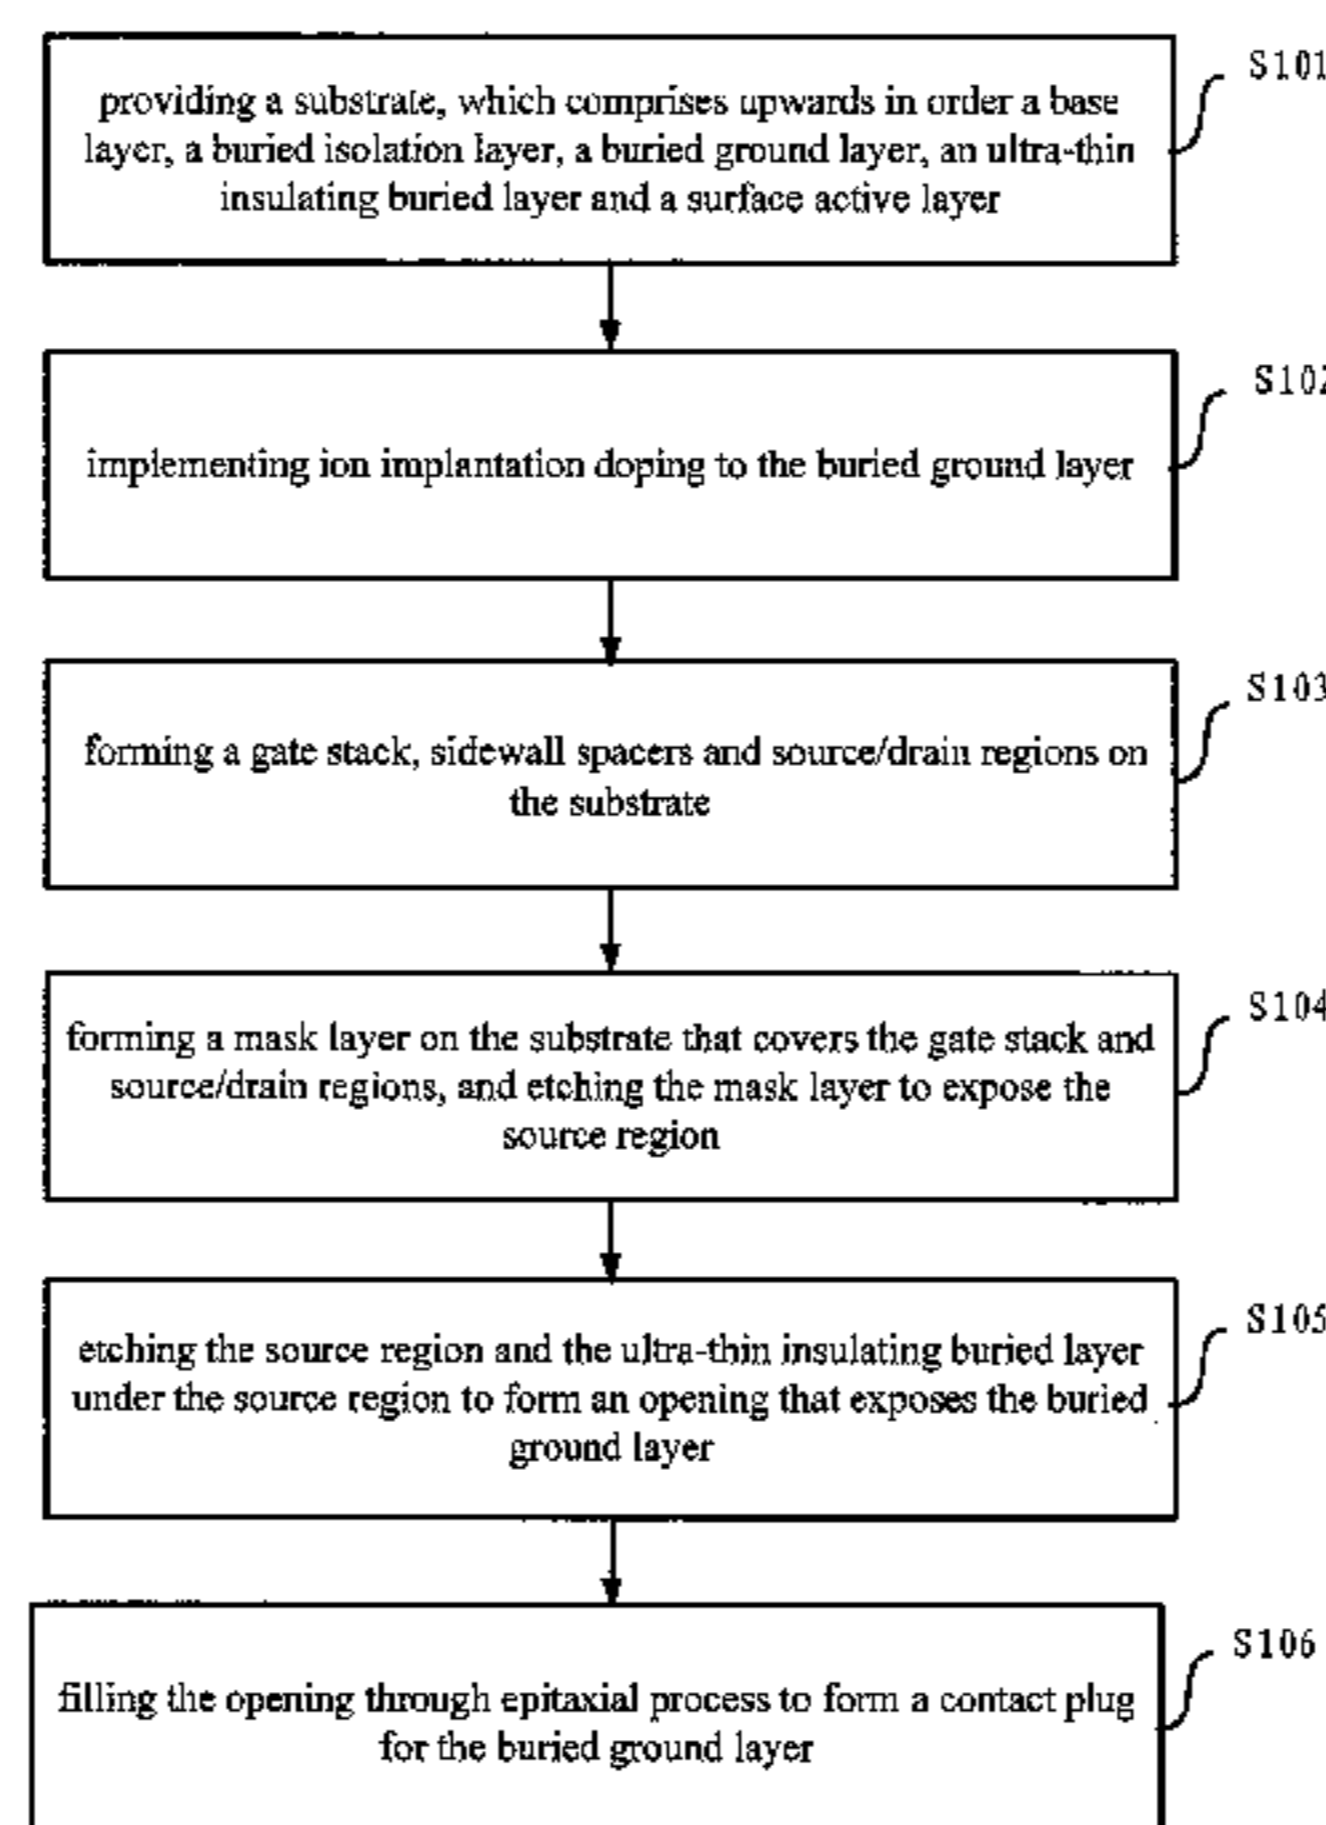 providing a substrate, which comprises upwards in order a base
layer, a buried isolation layer, a buried ground layer, an ultra-thin
insulating buried layer and a surface active layer
S101
implementing ion implantation doping to the buried ground layer
S102
forming a gate stack, sidewall spacers and source/drain regions on
the substrate
S103
forming a mask layer on the substrate that covers the gate stack and
source/drain regions, and etching the mask layer to expose the
source region
S104
etching the source region and the ultra-thin insulating buried layer
under the source region to form an opening that exposes the buried
ground layer
S105
filling the opening through epitaxial process to form a contact plug
for the buried ground layer
S106